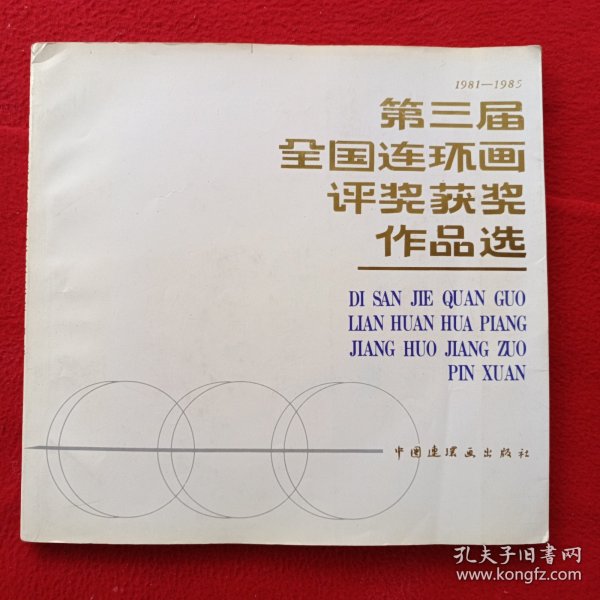 1981—1985
第三届
全国连环画
评奖获奖
作品选
DI SAN JIE QUAN GUO
LIAN HUAN HUA PIANG
JIANG HUO JIANG ZUO
PIN XUAN
中国连环画出版社
孔夫子旧书网
www.kongfz.com